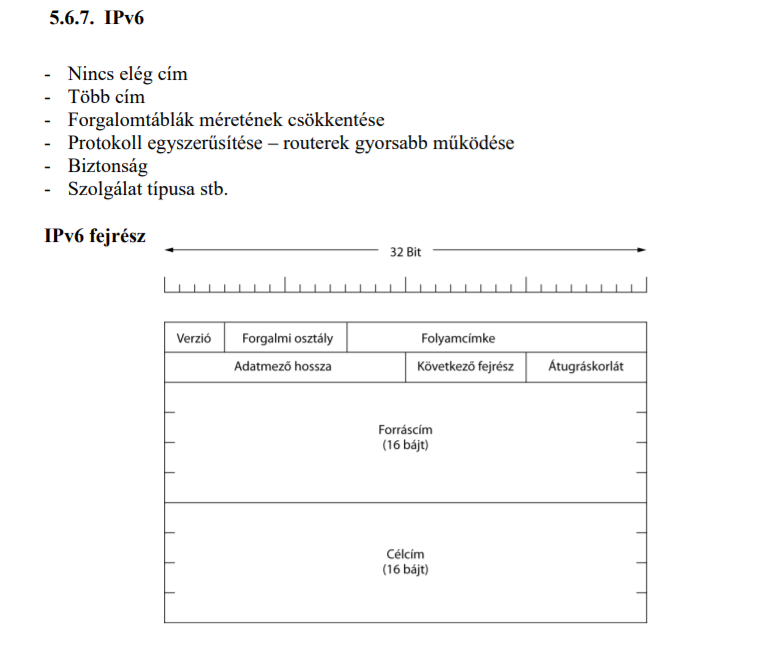 5.6.7. IPv6
- Nincs elég cím
- Több cím
- Forgalomtáblák méretének csökkentése
- Protokoll egyszerűsítése – routerek gyorsabb működése
- Biztonság
- Szolgálat típusa stb.
IPv6 fejrész
32 Bit
Verzió Forgalmi osztály Folyamcímke
Adatmező hossza Következő fejrész Átugráskorlát
Forráscím
(16 bájt)
Célcím
(16 bájt)